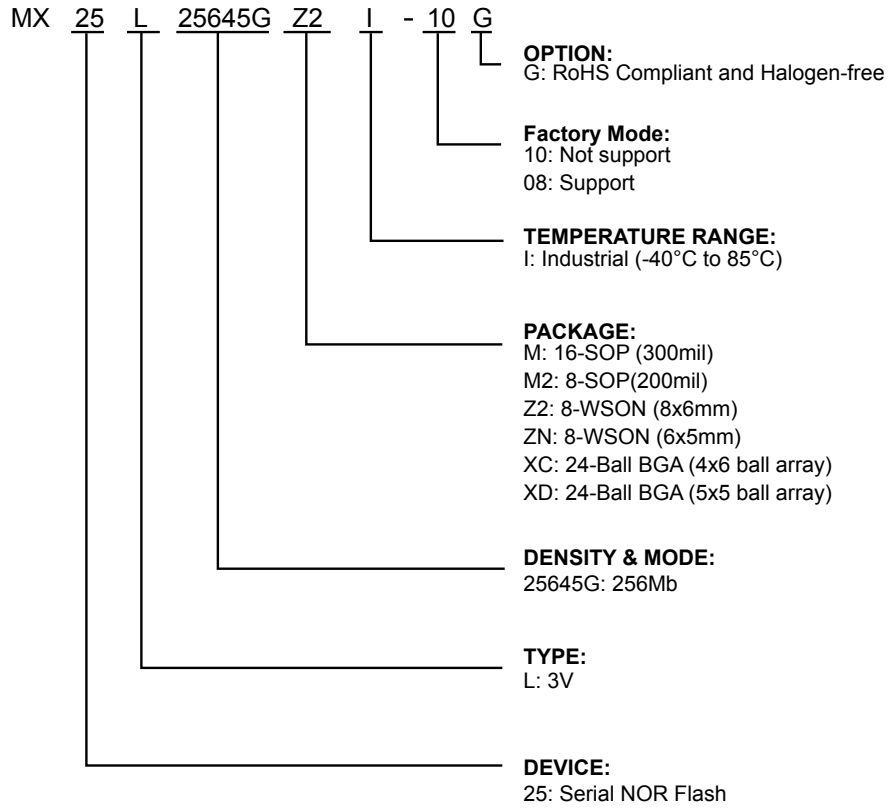 MX 25 L 25645G Z2 I - 10 G
OPTION:
G: RoHS Compliant and Halogen-free
Factory Mode:
10: Not support
08: Support
TEMPERATURE RANGE:
I: Industrial (-40°C to 85°C)
PACKAGE:
M: 16-SOP (300mil)
M2: 8-SOP(200mil)
Z2: 8-WSON (8x6mm)
ZN: 8-WSON (6x5mm)
XC: 24-Ball BGA (4x6 ball array)
XD: 24-Ball BGA (5x5 ball array)
DENSITY & MODE:
25645G: 256Mb
TYPE:
L: 3V
DEVICE:
25: Serial NOR Flash